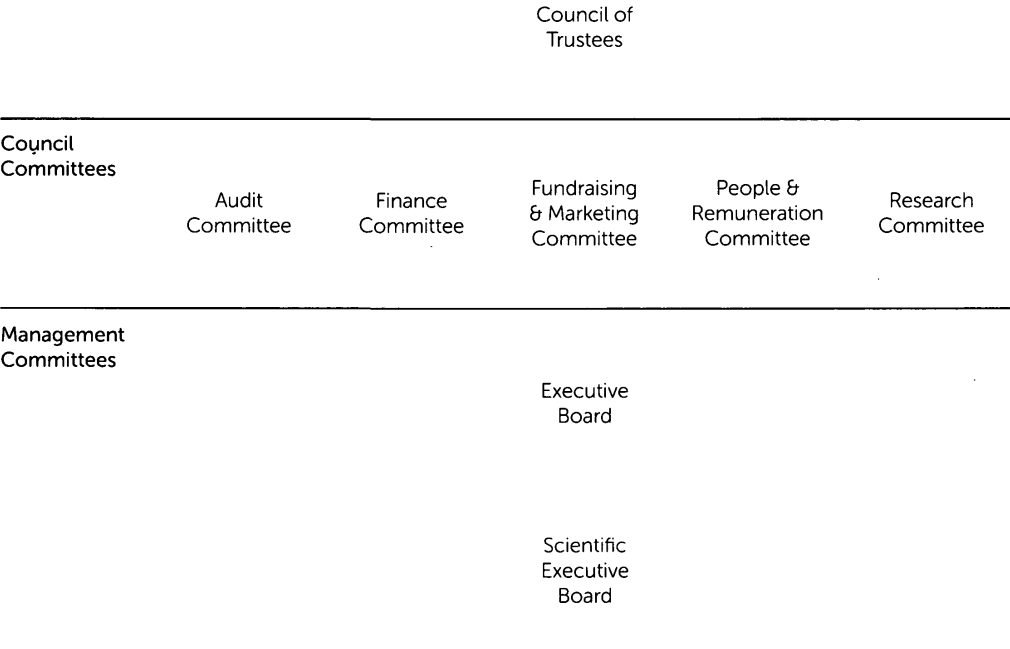 Council of
Trustees
Council
Committees
Audit
Committee
Finance
Committee
Fundraising
& Marketing
Committee
People &
Remuneration
Committee
Research
Committee
Management
Committees
Executive
Board
Scientific
Executive
Board